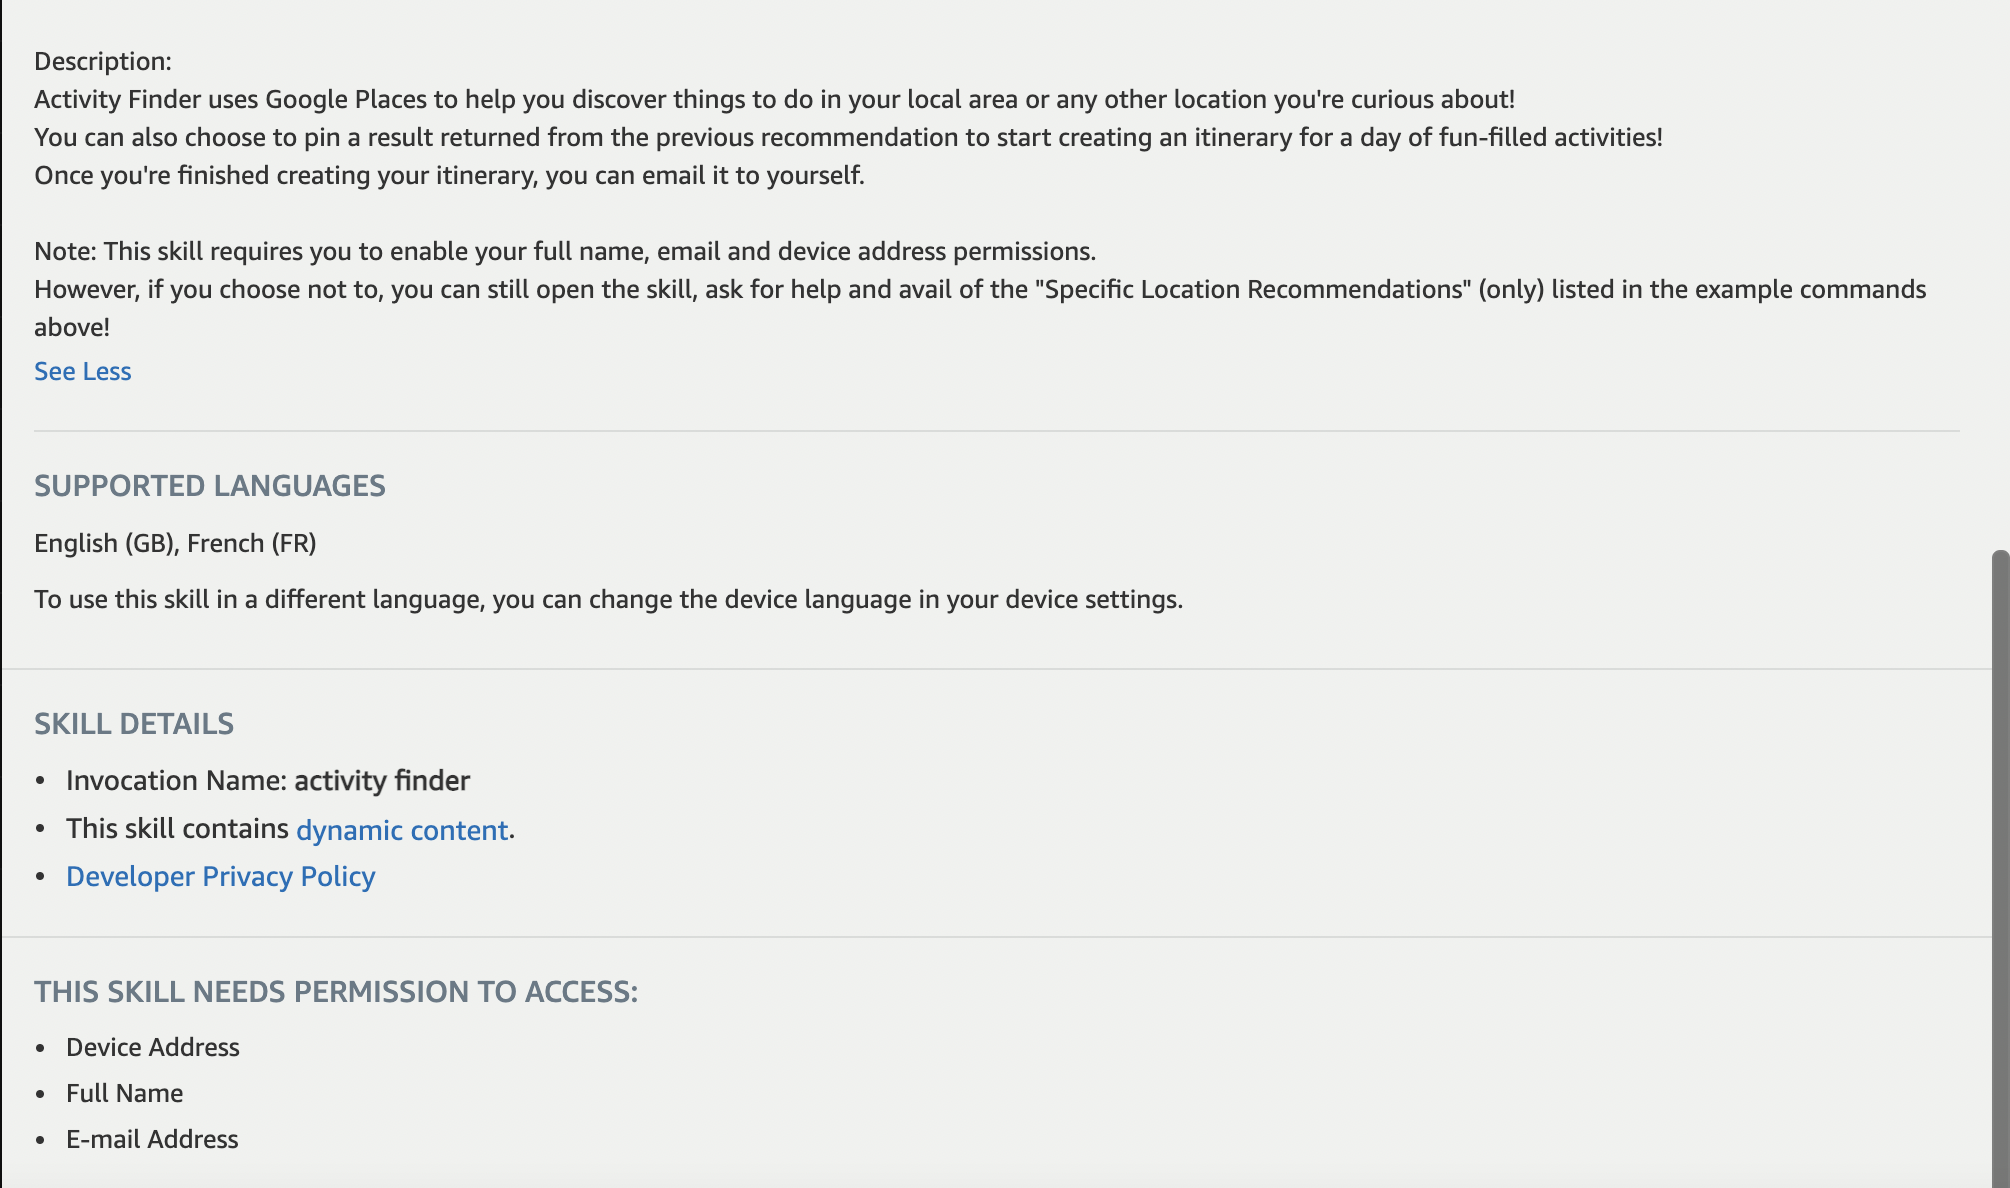 Description:
Activity Finder uses Google Places to help you discover things to do in your local area or any other location you're curious about!
You can also choose to pin a result returned from the previous recommendation to start creating an itinerary for a day of fun-filled activities!
Once you're finished creating your itinerary, you can email it to yourself.
Note: This skill requires you to enable your full name, email and device address permissions.
However, if you choose not to, you can still open the skill, ask for help and avail of the "Specific Location Recommendations" (only) listed in the example commands
above!
See Less
SUPPORTED LANGUAGES
English (GB), French (FR)
To use this skill in a different language, you can change the device language in your device settings.
SKILL DETAILS
• Invocation Name: activity finder
• This skill contains dynamic content.
• Developer Privacy Policy
THIS SKILL NEEDS PERMISSION TO ACCESS:
• Device Address
• Full Name
• E-mail Address